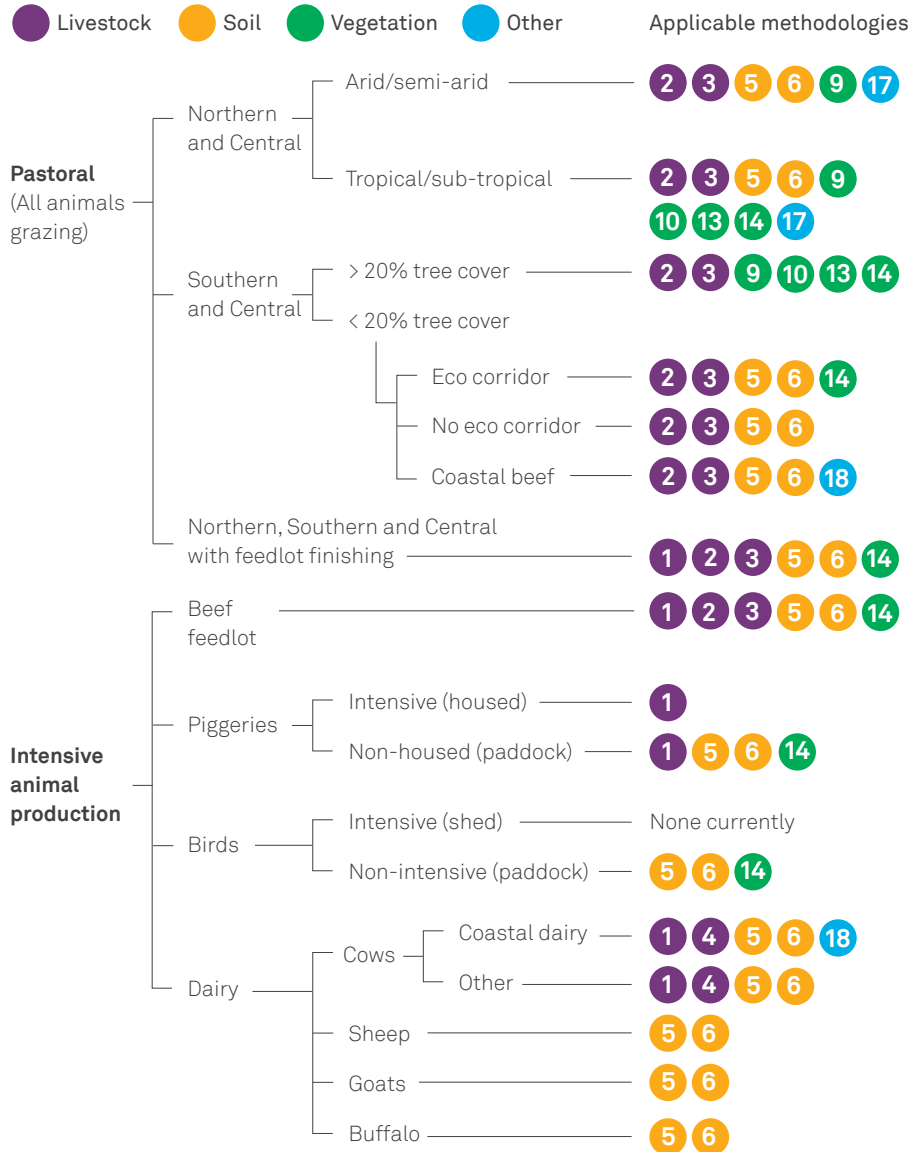 Livestock Soil Vegetation Other Applicable methodologies
Arid/semi-arid 2 3 5 6 9 17
Northern
and Central
Pastoral
(All animals
grazing)
Tropical/sub-tropical 2 3 5 6 9
10 13 14 17
Southern
and Central
> 20% tree cover 2 3 9 10 13 14
< 20% tree cover
Eco corridor 2 3 5 6 14
No eco corridor 2 3 5 6
Coastal beef 2 3 5 6 18
Northern, Southern and Central
with feedlot finishing 1 2 3 5 6 14
Beef
feedlot 1 2 3 5 6 14
Intensive
animal
production
Piggeries
Intensive (housed) 1
Non-housed (paddock) 1 5 6 14
Birds
Intensive (shed) None currently
Non-intensive (paddock) 5 6 14
Dairy
Cows
Coastal dairy 1 4 5 6 18
Other 1 4 5 6
Sheep 5 6
Goats 5 6
Buffalo 5 6